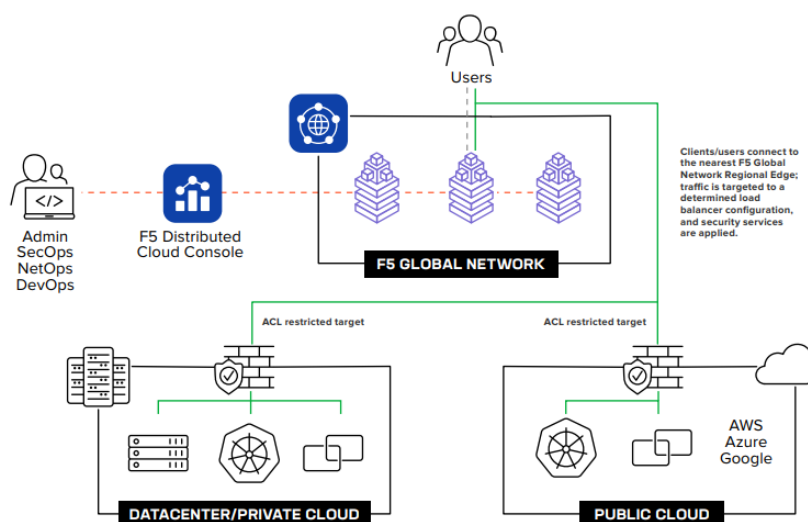 Users
Clients/users connect to
the nearest F5 Global
Network Regional Edge;
traffic is targeted to a
determined load
balancer configuration,
and security services
are applied.
</>
Admin
SecOps
NetOps
DevOps
F5 Distributed
Cloud Console
F5 GLOBAL NETWORK
ACL restricted target
ACL restricted target
AWS
Azure
Google
DATACENTER/PRIVATE CLOUD
PUBLIC CLOUD